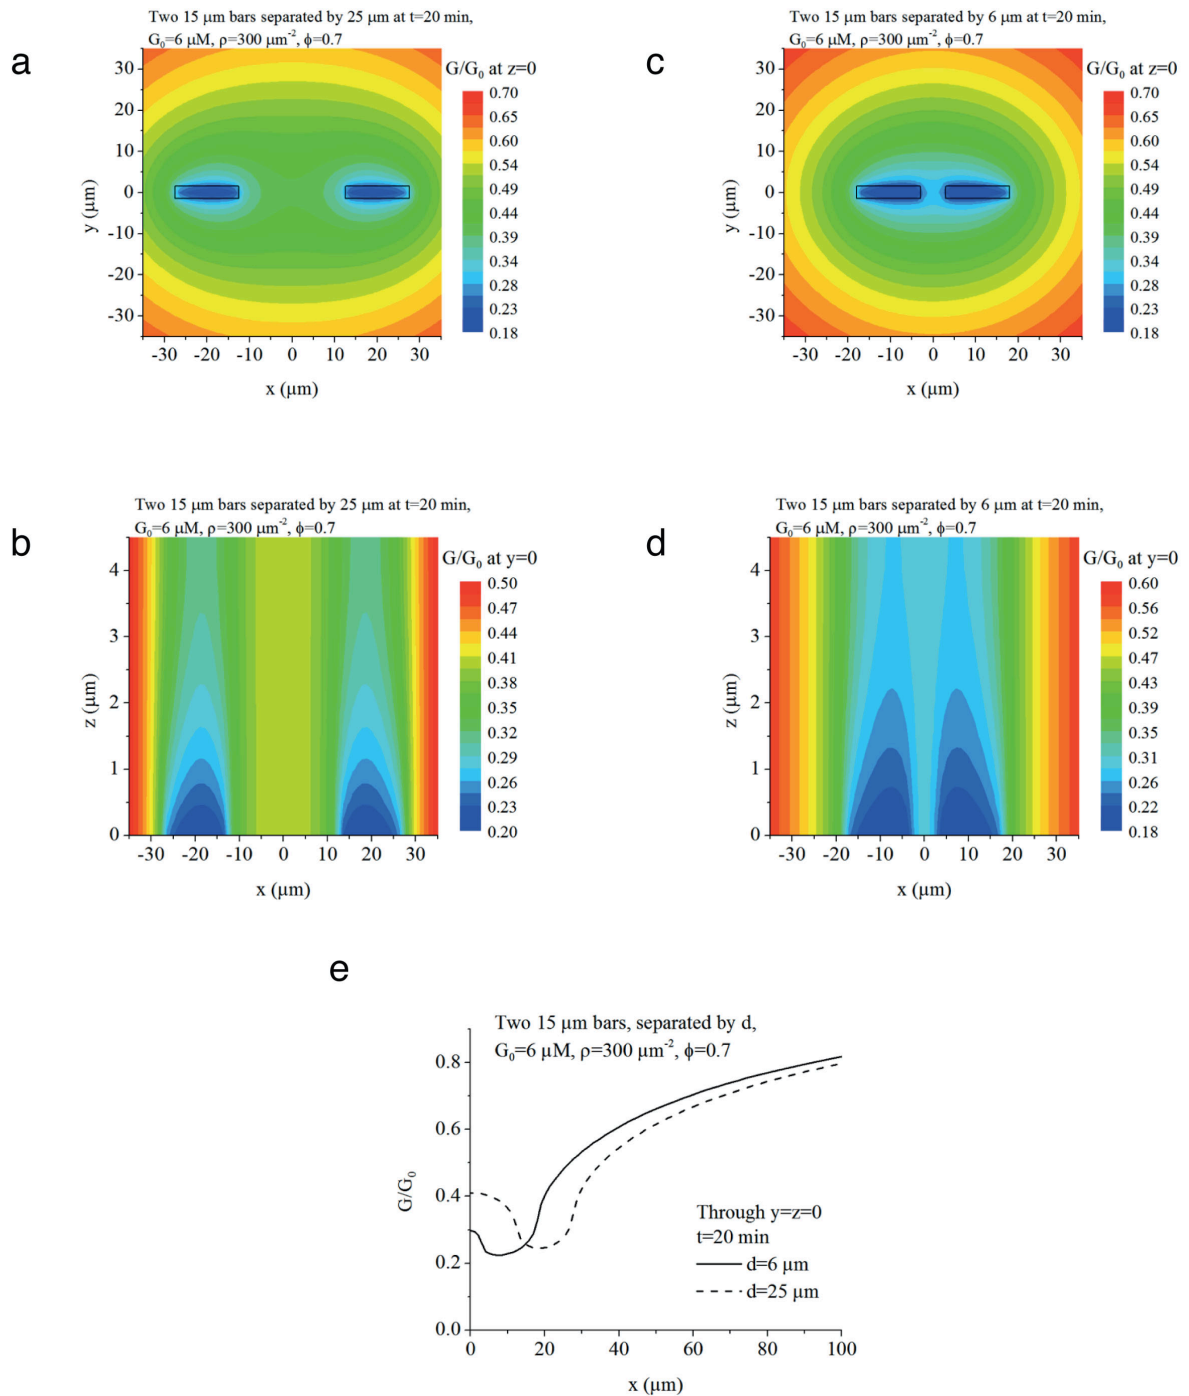 a
Two 15 μm bars separated by 25 μm at t=20 min,
G₀=6 μM, ρ=300 μm⁻², ϕ=0.7
G/G₀ at z=0
0.70
0.65
0.60
0.54
0.49
0.44
0.39
0.34
0.28
0.23
0.18
30
20
10
0
-10
-20
-30
y (μm)
-30 -20 -10 0 10 20 30
x (μm)
c
Two 15 μm bars separated by 6 μm at t=20 min,
G₀=6 μM, ρ=300 μm⁻², ϕ=0.7
G/G₀ at z=0
0.70
0.65
0.60
0.54
0.49
0.44
0.39
0.34
0.28
0.23
0.18
30
20
10
0
-10
-20
-30
y (μm)
-30 -20 -10 0 10 20 30
x (μm)
b
Two 15 μm bars separated by 25 μm at t=20 min,
G₀=6 μM, ρ=300 μm⁻², ϕ=0.7
G/G₀ at y=0
0.50
0.47
0.44
0.41
0.38
0.35
0.32
0.29
0.26
0.23
0.20
4
3
2
1
0
z (μm)
-30 -20 -10 0 10 20 30
x (μm)
d
Two 15 μm bars separated by 6 μm at t=20 min,
G₀=6 μM, ρ=300 μm⁻², ϕ=0.7
G/G₀ at y=0
0.60
0.56
0.52
0.47
0.43
0.39
0.35
0.31
0.26
0.22
0.18
4
3
2
1
0
z (μm)
-30 -20 -10 0 10 20 30
x (μm)
e
Two 15 μm bars, separated by d,
G₀=6 μM, ρ=300 μm⁻², ϕ=0.7
0.8
0.6
0.4
0.2
0.0
G/G₀
Through y=z=0
t=20 min
d=6 μm
d=25 μm
0 20 40 60 80 100
x (μm)